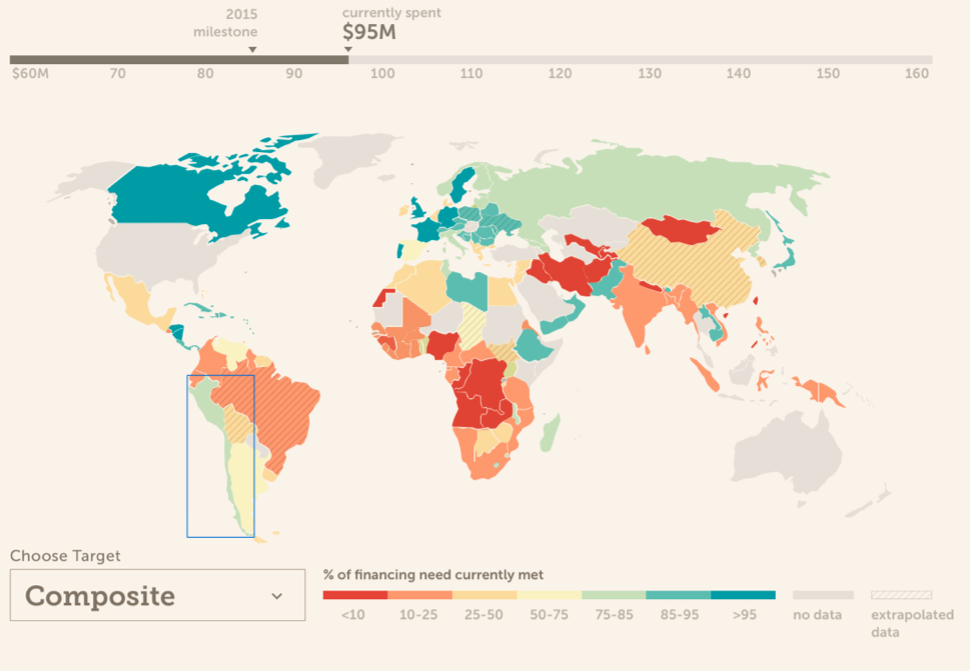 2015
milestone
currently spent
$95M
$60M 70 80 90 100 110 120 130 140 150 160
Choose Target
Composite
% of financing need currently met
<10 10-25 25-50 50-75 75-85 85-95 >95 no data extrapolated
data